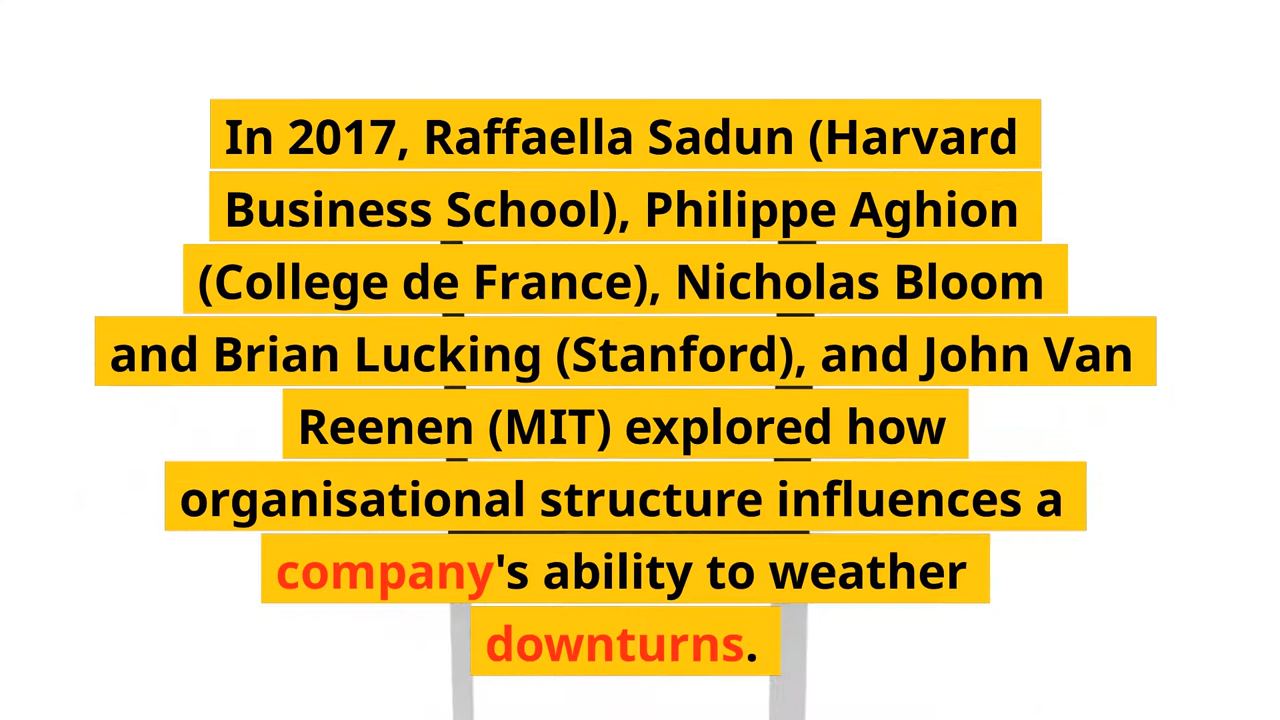 In 2017, Raffaella Sadun (Harvard
Business School), Philippe Aghion
(College de France), Nicholas Bloom
and Brian Lucking (Stanford), and John Van
Reenen (MIT) explored how
organisational structure influences a
company's ability to weather
downturns.